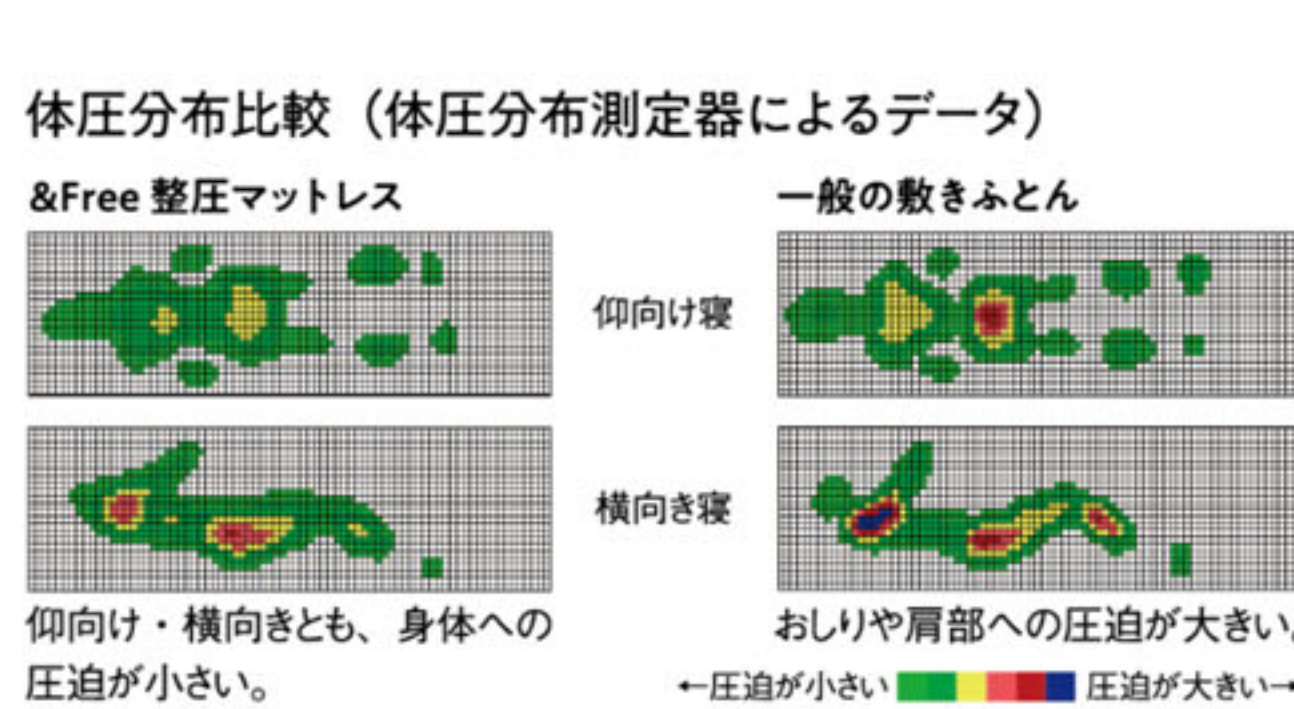 体圧分布比較（体圧分布測定器によるデータ）
&Free 整圧マットレス
一般の敷きふとん
仰向け寝
横向き寝
仰向け・横向きとも、身体への
圧迫が小さい。
おしりや肩部への圧迫が大きい。
←圧迫が小さい 圧迫が大きい→